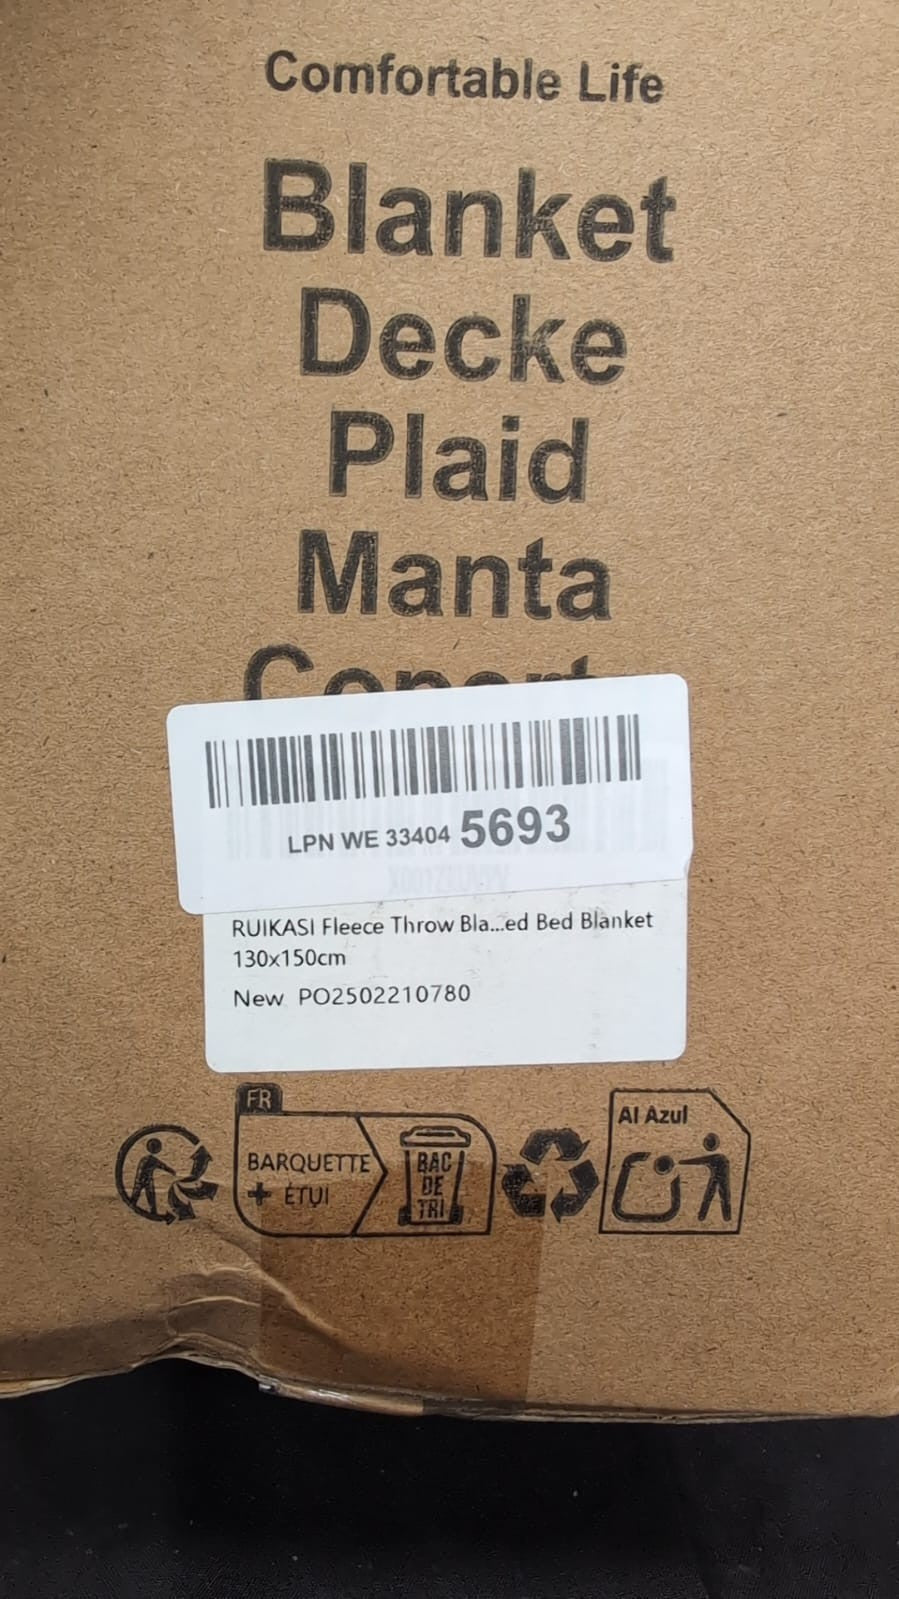 Comfortable Life
Blanket
Decke
Plaid
Manta
LPN WE 33404 5693
RUIKASI Fleece Throw Bla...ed Bed Blanket
130x150cm
New PO2502210780
FR
BARQUETTE
+ ÉTUI
BAC
DE
TRI
Al Azul